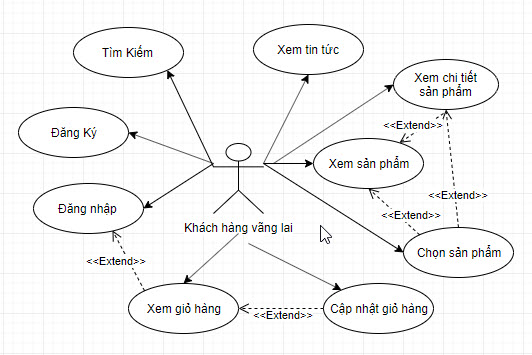 Tìm Kiếm
Xem tin tức
Xem chi tiết
sản phẩm
<<Extend>>
Đăng Ký
Xem sản phẩm
<<Extend>>
Đăng nhập
<<Extend>>
Khách hàng vãng lai
Chọn sản phẩm
<<Extend>>
Xem giỏ hàng
<<Extend>>
Cập nhật giỏ hàng